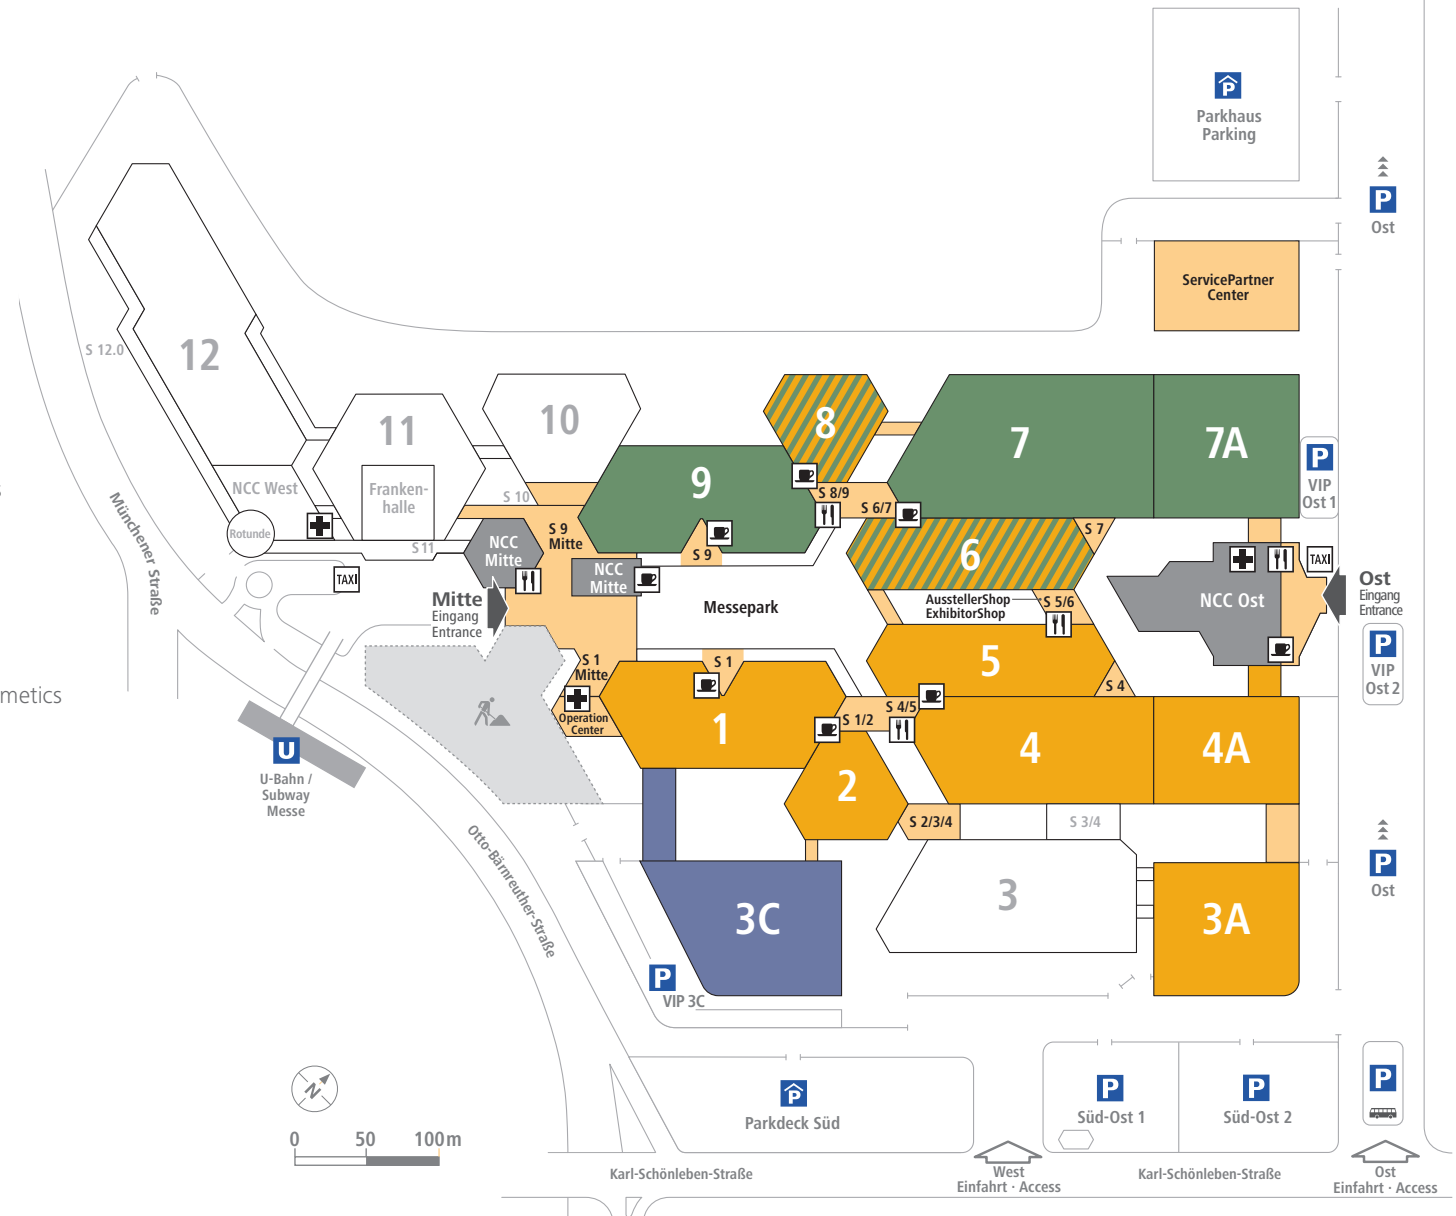 P
Parkhaus
Parking
P
Ost
ServicePartner
Center
12
S 12.0
11
10
8
7
7A
9
NCC West
Franken-
halle
S 10
P
VIP
Ost 1
S 8/9
S 6/7
Rotunde
S 11
S 9
Mitte
NCC
Mitte
S 9
6
S 7
Münchener Straße
TAXI
NCC
Mitte
NCC Ost
TAXI
Ost
Eingang
Entrance
Mitte
Eingang
Entrance
Messepark
AusstellerShop
ExhibitorShop
S 5/6
P
VIP
Ost 2
S 1
Mitte
S 1
5
S 4
metics
Operation
Center
1
S 1/2
S 4/5
4
4A
U
U-Bahn /
Subway
Messe
2
S 2/3/4
S 3/4
P
Ost
Otto-Bärnreuther-Straße
3C
3
3A
P
VIP 3C
N
0 50 100m
P
Parkdeck Süd
P
Süd-Ost 1
P
Süd-Ost 2
P
Karl-Schönleben-Straße
West
Einfahrt · Access
Karl-Schönleben-Straße
Ost
Einfahrt · Access